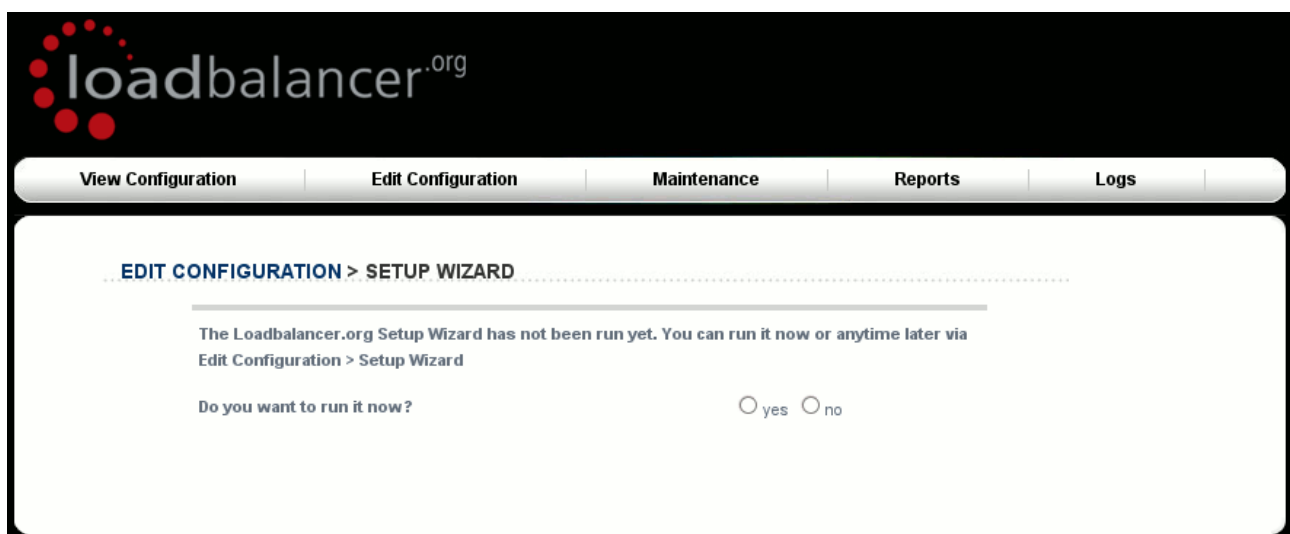 loadbalancer.org
View Configuration Edit Configuration Maintenance Reports Logs
EDIT CONFIGURATION > SETUP WIZARD
The Loadbalancer.org Setup Wizard has not been run yet. You can run it now or anytime later via
Edit Configuration > Setup Wizard
Do you want to run it now? yes no